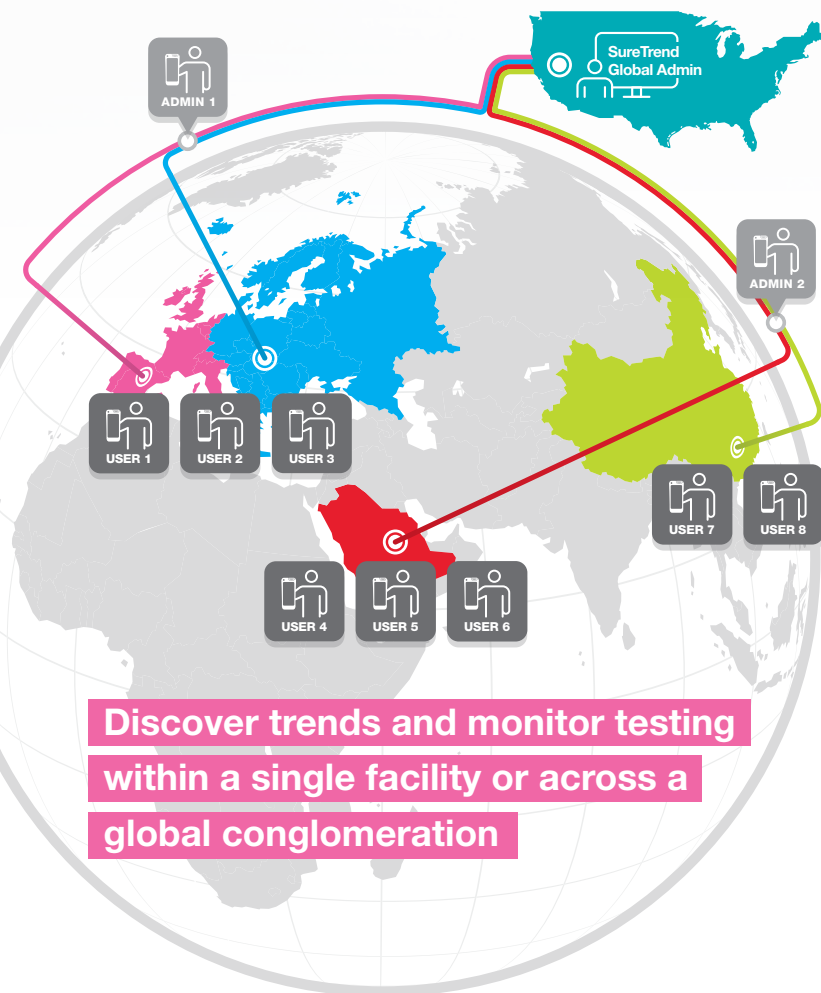 SureTrend
Global Admin
ADMIN 1
ADMIN 2
USER 1
USER 2
USER 3
USER 7
USER 8
USER 4
USER 5
USER 6
Discover trends and monitor testing
within a single facility or across a
global conglomeration